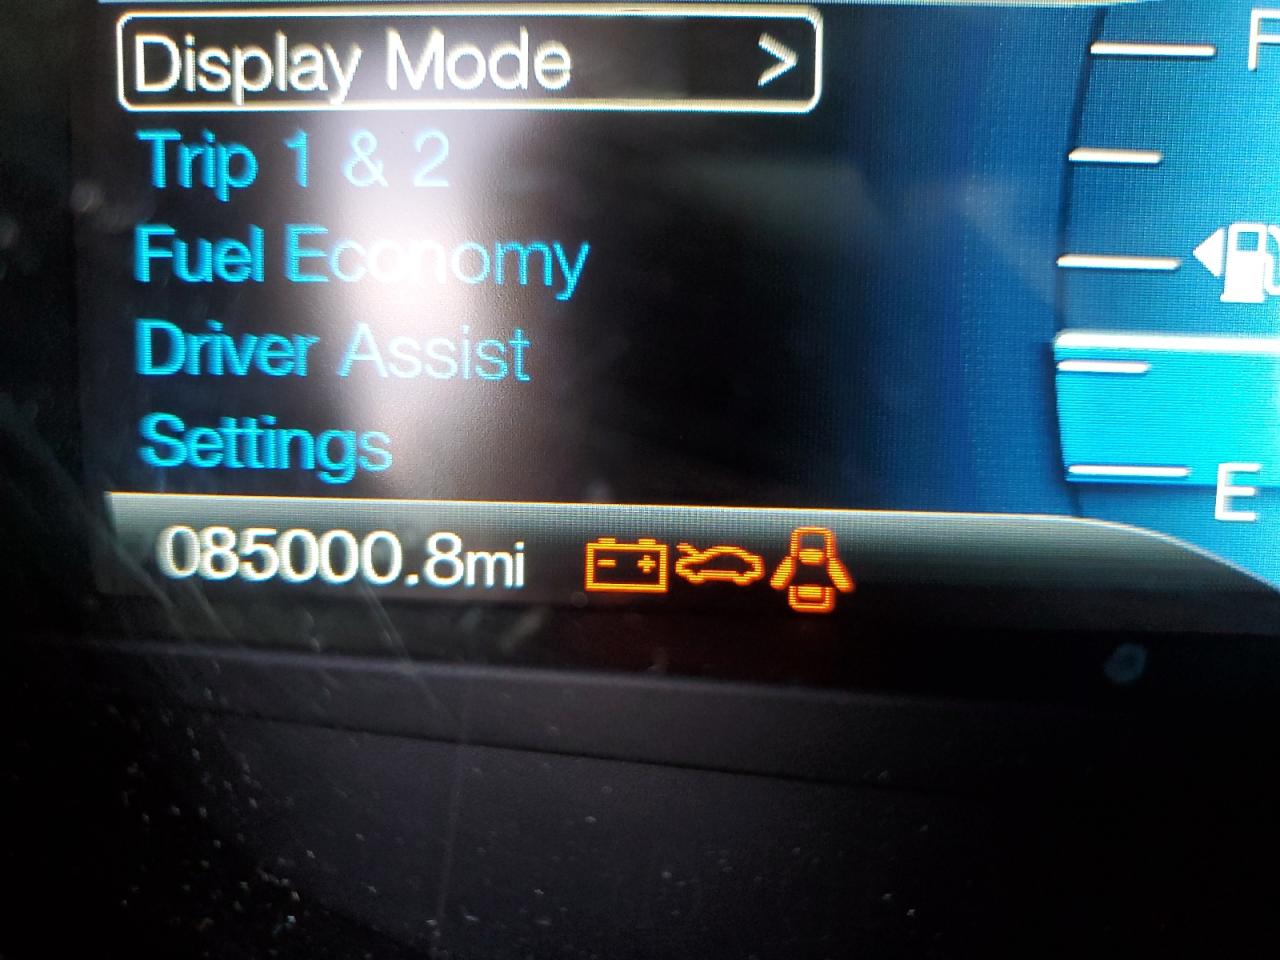 Display Mode >
Trip 1 & 2
Fuel Economy
Driver Assist
Settings
085000.8mi
F
E